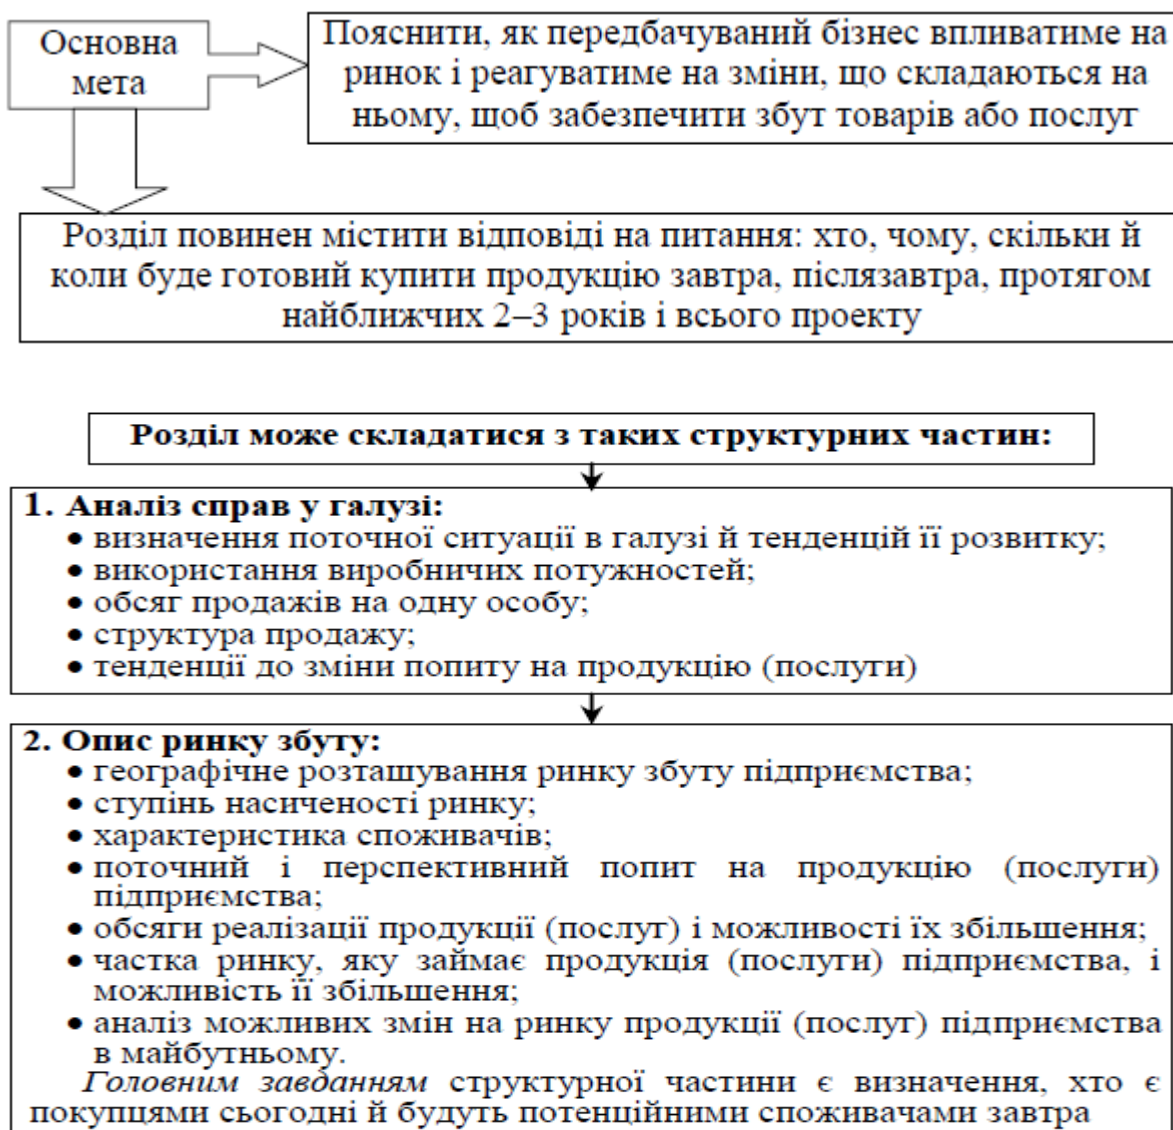 Основна
мета
Пояснити, як передбачуваний бізнес впливатиме на
ринок і реагуватиме на зміни, що складаються на
ньому, щоб забезпечити збут товарів або послуг
Розділ повинен містити відповіді на питання: хто, чому, скільки й
коли буде готовий купити продукцію завтра, післязавтра, протягом
найближчих 2–3 років і всього проекту
Розділ може складатися з таких структурних частин:
1. Аналіз справ у галузі:
• визначення поточної ситуації в галузі й тенденцій її розвитку;
• використання виробничих потужностей;
• обсяг продажів на одну особу;
• структура продажу;
• тенденції до зміни попиту на продукцію (послуги)
2. Опис ринку збуту:
• географічне розташування ринку збуту підприємства;
• ступінь насиченості ринку;
• характеристика споживачів;
• поточний і перспективний попит на продукцію (послуги)
підприємства;
• обсяги реалізації продукції (послуг) і можливості їх збільшення;
• частка ринку, яку займає продукція (послуги) підприємства, і
можливість її збільшення;
• аналіз можливих змін на ринку продукції (послуг) підприємства
в майбутньому.
Головним завданням структурної частини є визначення, хто є
покупцями сьогодні й будуть потенційними споживачами завтра